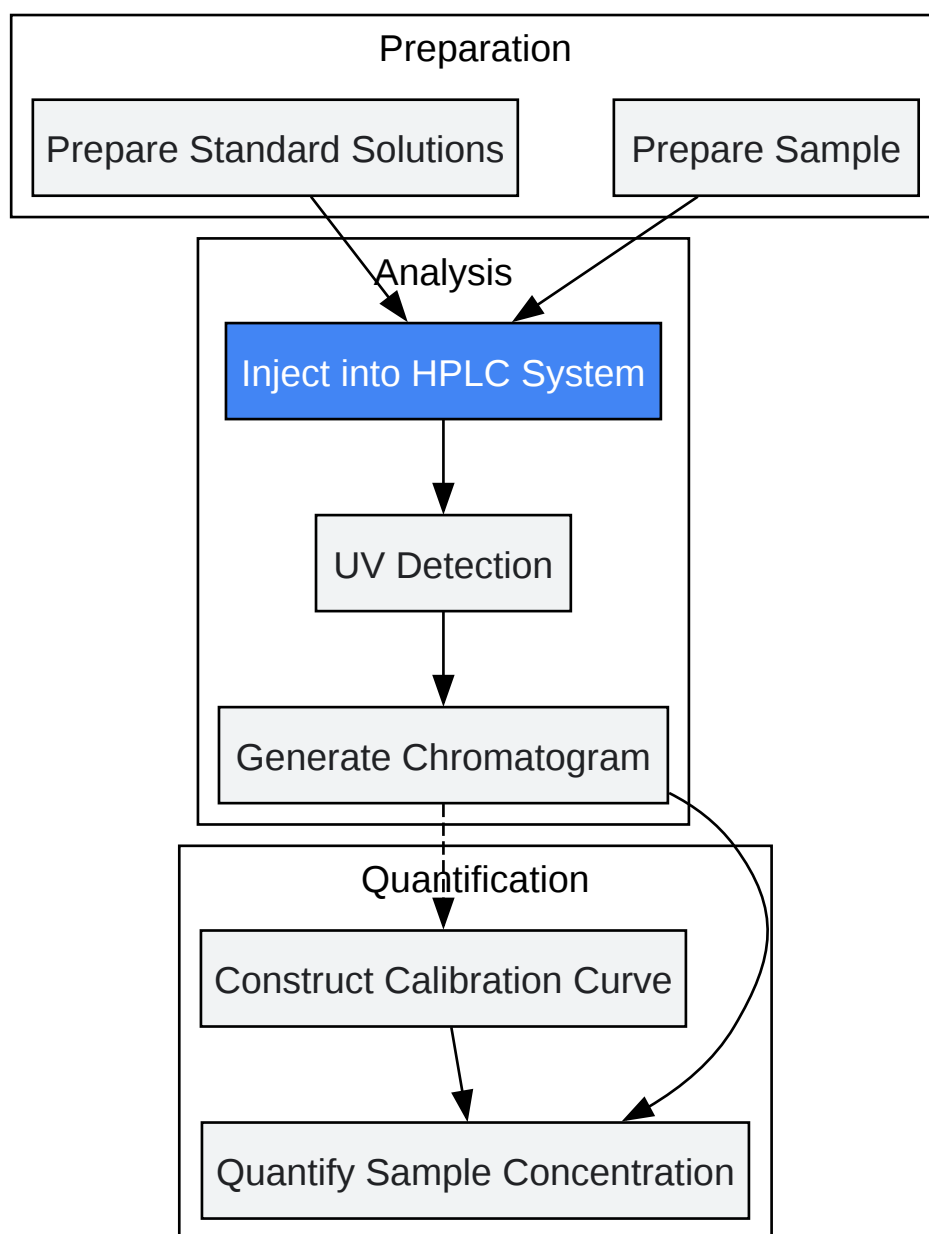 Preparation
Prepare Standard Solutions
Prepare Sample
Analysis
Inject into HPLC System
UV Detection
Generate Chromatogram
Quantification
Construct Calibration Curve
Quantify Sample Concentration